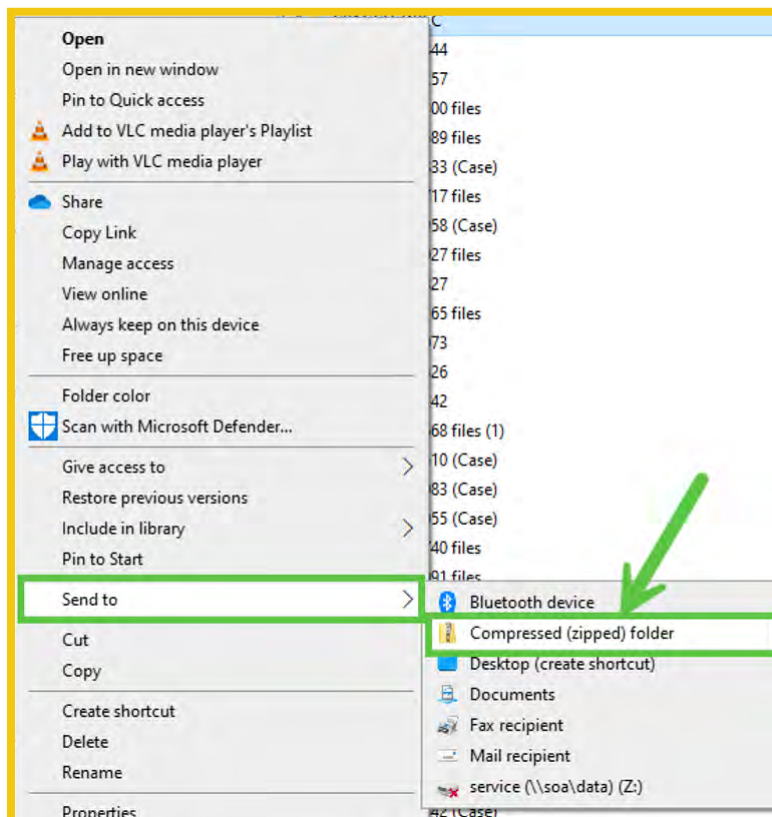 Open
Open in new window
Pin to Quick access
Add to VLC media player's Playlist
Play with VLC media player
Share
Copy Link
Manage access
View online
Always keep on this device
Free up space
Folder color
Scan with Microsoft Defender...
Give access to
Restore previous versions
Include in library
Pin to Start
Send to
Cut
Copy
Create shortcut
Delete
Rename
Properties
C
44
57
00 files
89 files
33 (Case)
17 files
58 (Case)
27 files
27
65 files
73
26
42
68 files (1)
10 (Case)
83 (Case)
55 (Case)
40 files
91 files
Bluetooth device
Compressed (zipped) folder
Desktop (create shortcut)
Documents
Fax recipient
Mail recipient
service (\\soa\data) (Z:)
42 (Case)